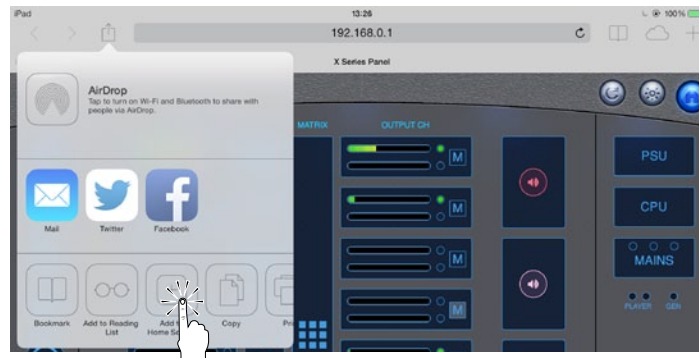 iPad
13:26
100%
192.168.0.1
X Series Panel
AirDrop
Tap to turn on Wi-Fi and Bluetooth to share with
people via AirDrop.
MATRIX
OUTPUT CH
M
M
M
M
PSU
CPU
MAINS
PLAYER
GEN
Mail
Twitter
Facebook
Bookmark
Add to Reading
List
Add
Home
Copy